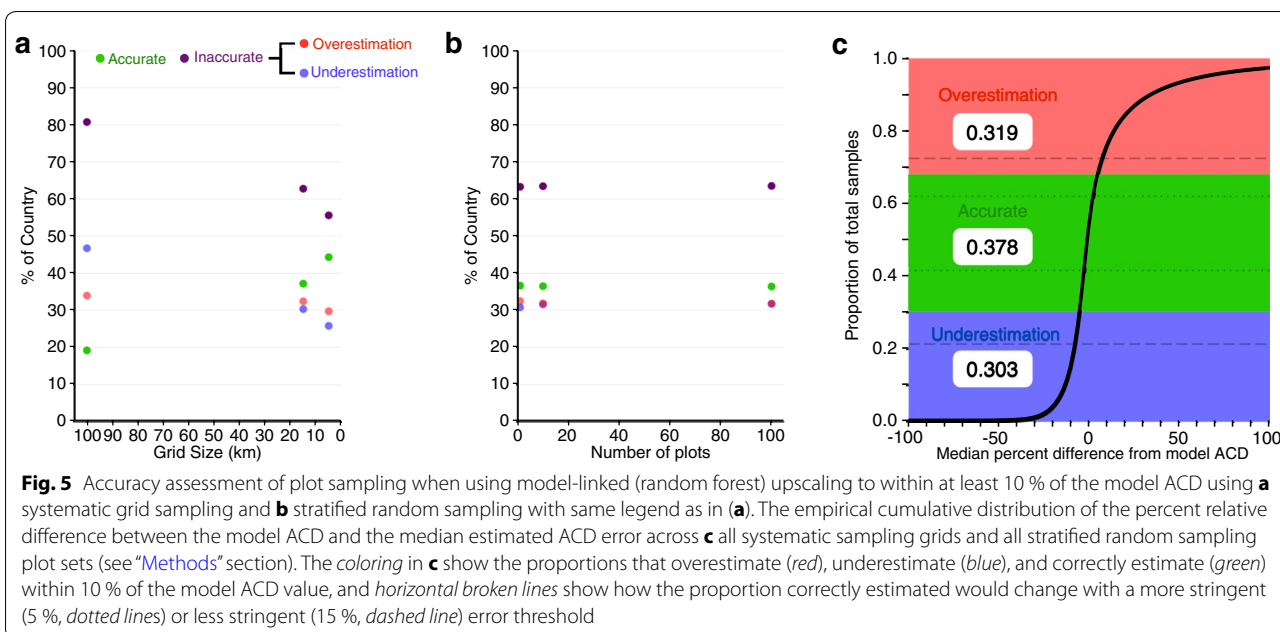 a
Accurate
Inaccurate
Overestimation
Underestimation
% of Country
100
90
80
70
60
50
40
30
20
10
0
100 90 80 70 60 50 40 30 20 10 0
Grid Size (km)
b
% of Country
100
90
80
70
60
50
40
30
20
10
0
0 20 40 60 80 100
Number of plots
c
Proportion of total samples
1.0
0.8
0.6
0.4
0.2
0.0
Overestimation
0.319
Accurate
0.378
Underestimation
0.303
-100 -50 0 50 100
Median percent difference from model ACD
Fig. 5 Accuracy assessment of plot sampling when using model-linked (random forest) upscaling to within at least 10 % of the model ACD using a
systematic grid sampling and b stratified random sampling with same legend as in (a). The empirical cumulative distribution of the percent relative
difference between the model ACD and the median estimated ACD error across c all systematic sampling grids and all stratified random sampling
plot sets (see “Methods” section). The coloring in c show the proportions that overestimate (red), underestimate (blue), and correctly estimate (green)
within 10 % of the model ACD value, and horizontal broken lines show how the proportion correctly estimated would change with a more stringent
(5 %, dotted lines) or less stringent (15 %, dashed line) error threshold